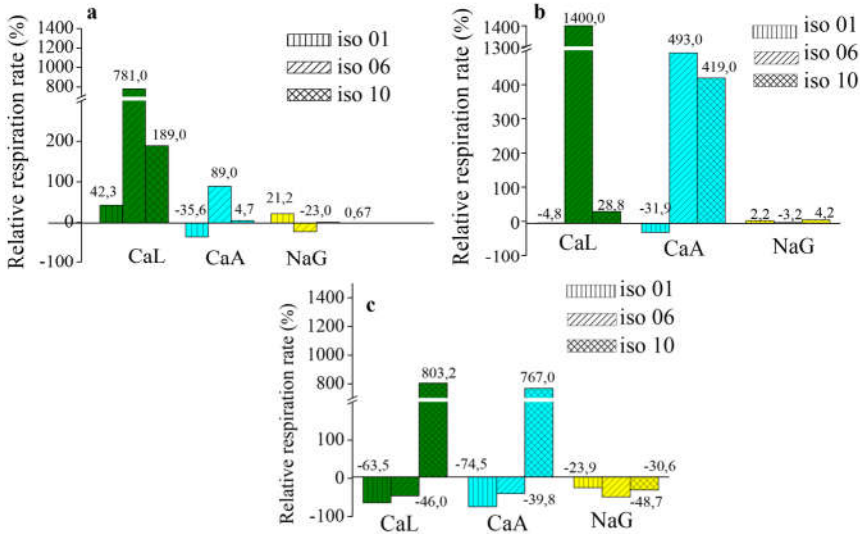 a
Relative respiration rate (%)
1400
1200
1000
800
200
100
0
-100
iso 01
iso 06
iso 10
781,0
189,0
42,3
89,0
-35,6
4,7
21,2
-23,0
0,67
CaL
CaA
NaG
b
Relative respiration rate (%)
1400
1300
400
300
200
100
0
-100
iso 01
iso 06
iso 10
1400,0
493,0
419,0
-4,8
28,8
-31,9
2,2
-3,2
4,2
CaL
CaA
NaG
c
Relative respiration rate (%)
1400
1200
1000
800
100
0
-100
iso 01
iso 06
iso 10
803,2
767,0
-63,5
-46,0
-74,5
-39,8
-23,9
-48,7
-30,6
CaL
CaA
NaG